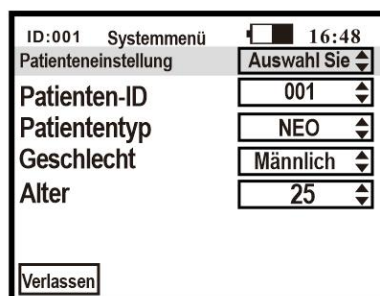 ID:001 Systemmenü 16:48
Patienteneinstellung Auswahl Sie
Patienten-ID 001
Patiententyp NEO
Geschlecht Männlich
Alter 25
Verlassen